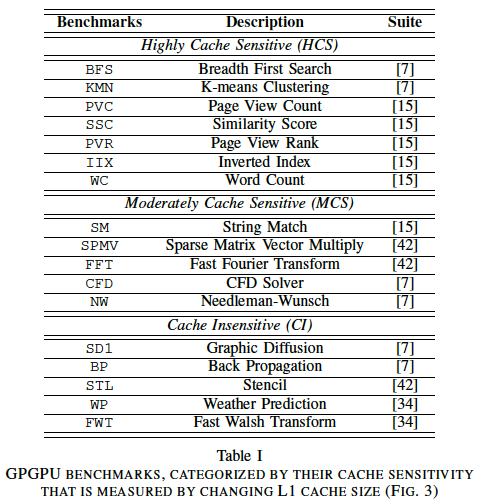 Benchmarks Description Suite
Highly Cache Sensitive (HCS)
BFS Breadth First Search [7]
KMN K-means Clustering [7]
PVC Page View Count [15]
SSC Similarity Score [15]
PVR Page View Rank [15]
IIX Inverted Index [15]
WC Word Count [15]
Moderately Cache Sensitive (MCS)
SM String Match [15]
SPMV Sparse Matrix Vector Multiply [42]
FFT Fast Fourier Transform [42]
CFD CFD Solver [7]
NW Needleman-Wunsch [7]
Cache Insensitive (CI)
SD1 Graphic Diffusion [7]
BP Back Propagation [7]
STL Stencil [42]
WP Weather Prediction [34]
FWT Fast Walsh Transform [34]
Table I
GPGPU BENCHMARKS, CATEGORIZED BY THEIR CACHE SENSITIVITY
THAT IS MEASURED BY CHANGING L1 CACHE SIZE (FIG. 3)